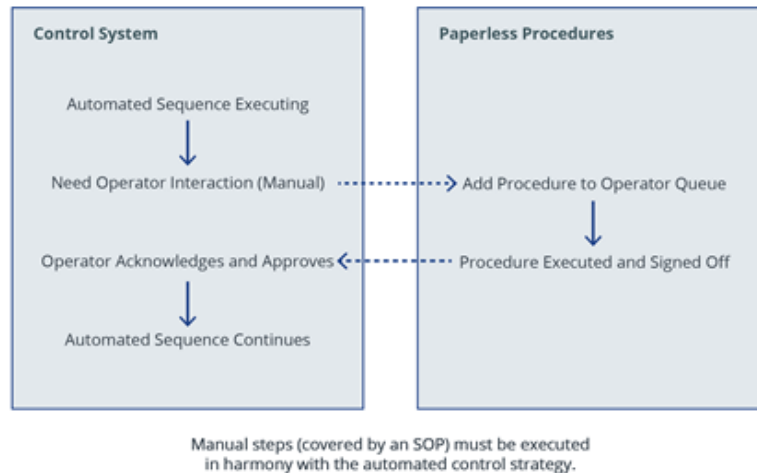 Control System
Paperless Procedures
Automated Sequence Executing
Need Operator Interaction (Manual)
Add Procedure to Operator Queue
Operator Acknowledges and Approves
Procedure Executed and Signed Off
Automated Sequence Continues
Manual steps (covered by an SOP) must be executed
in harmony with the automated control strategy.